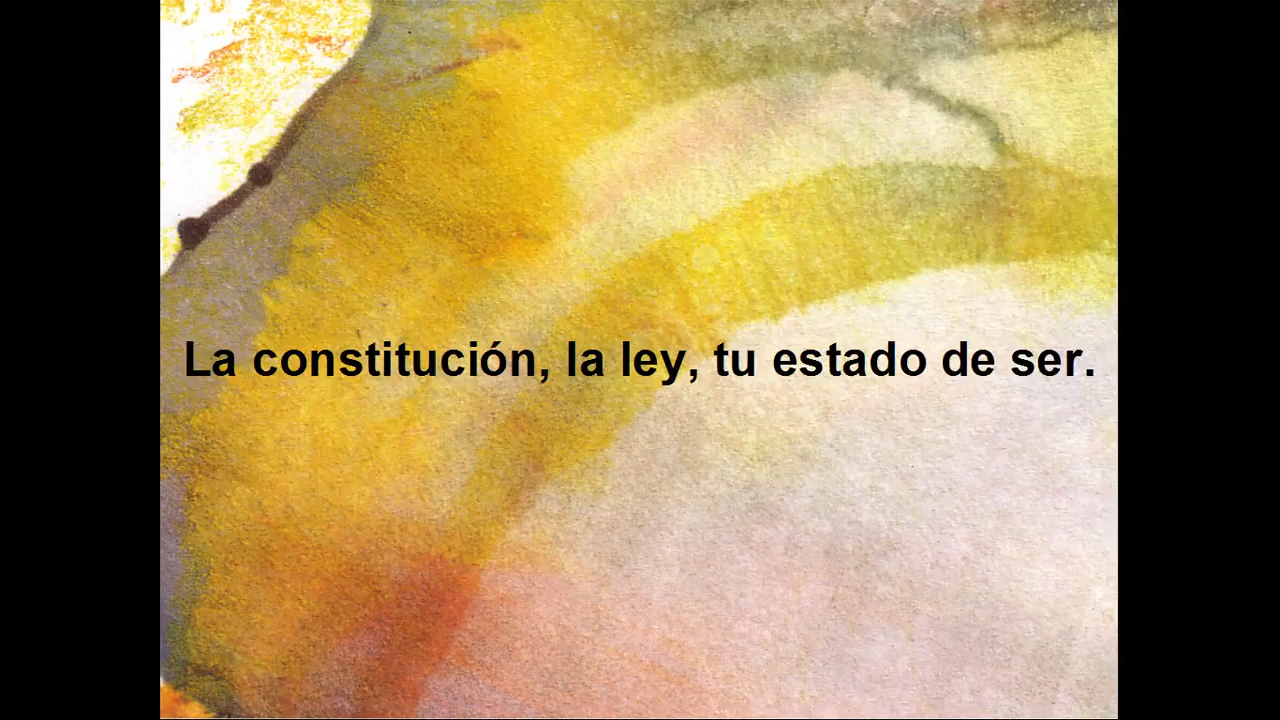 La constitución, la ley, tu estado de ser.